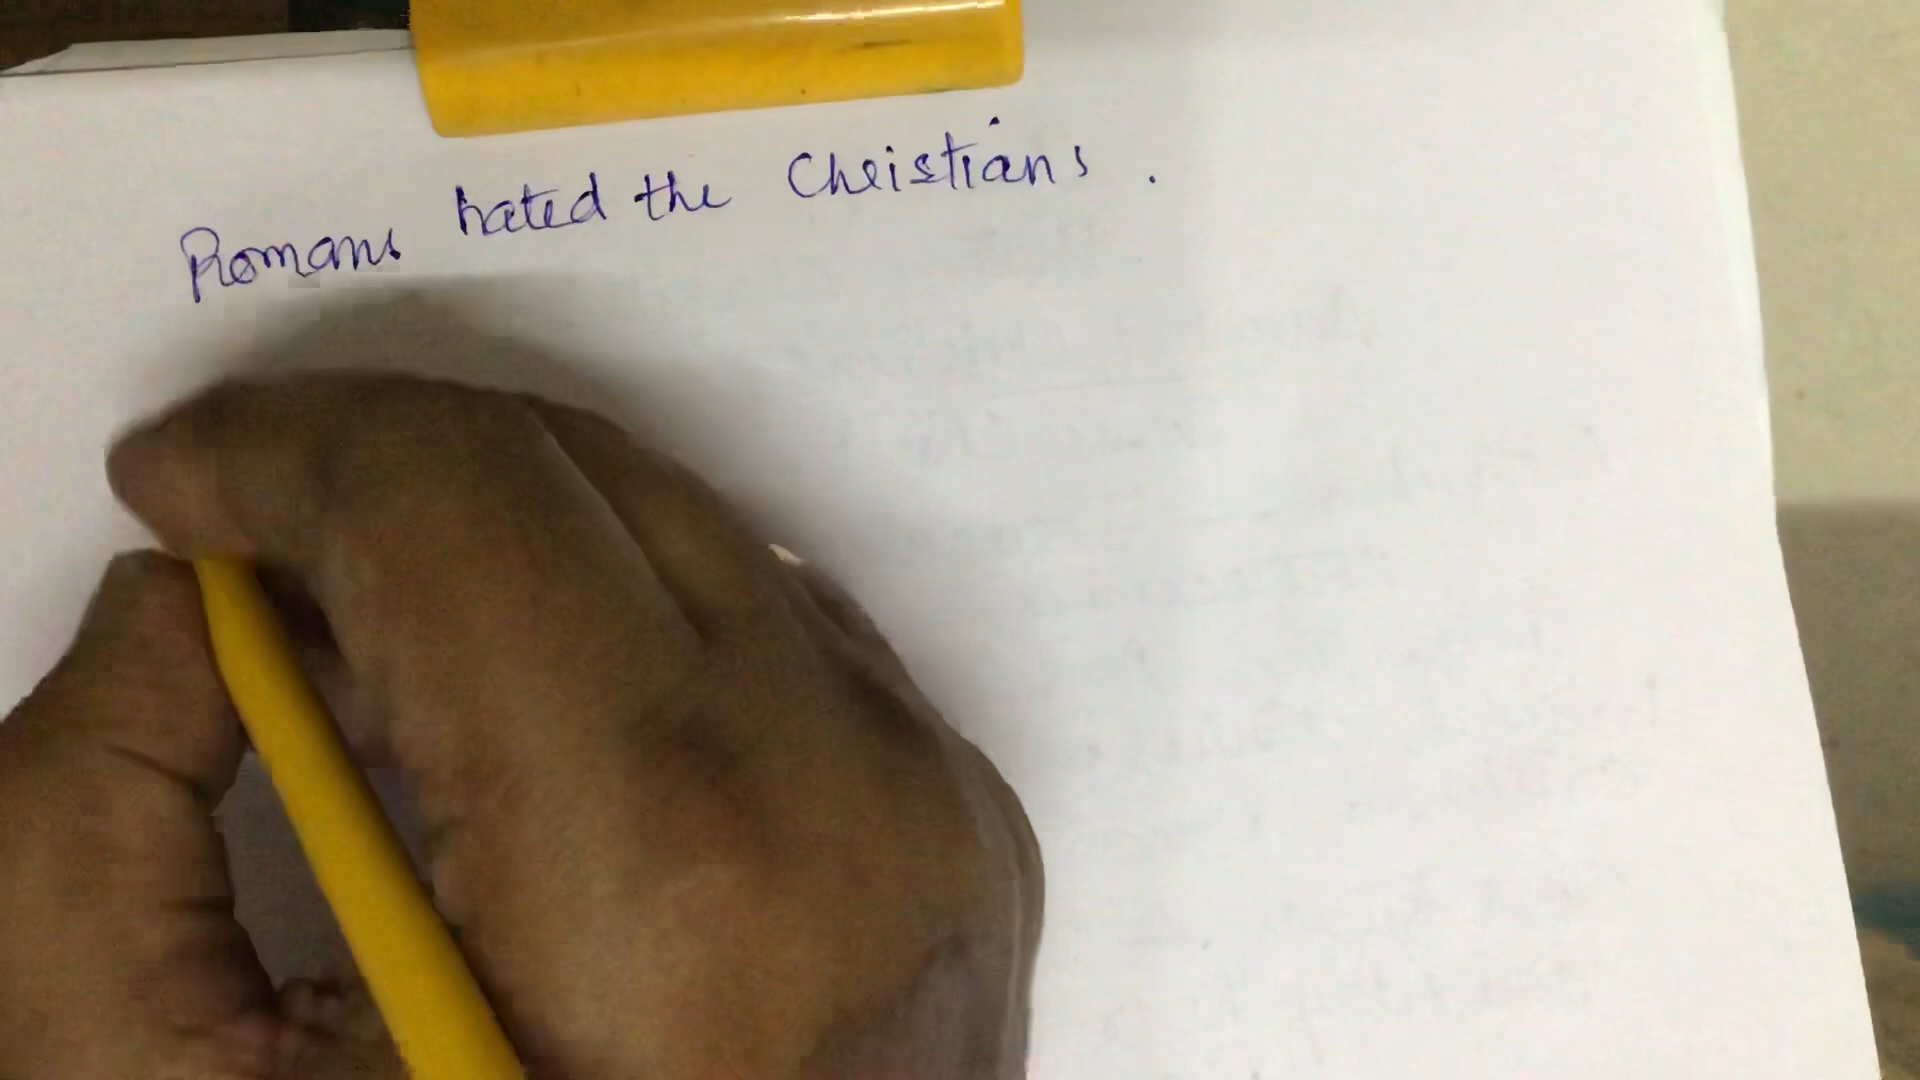 Romans hated the Christians .